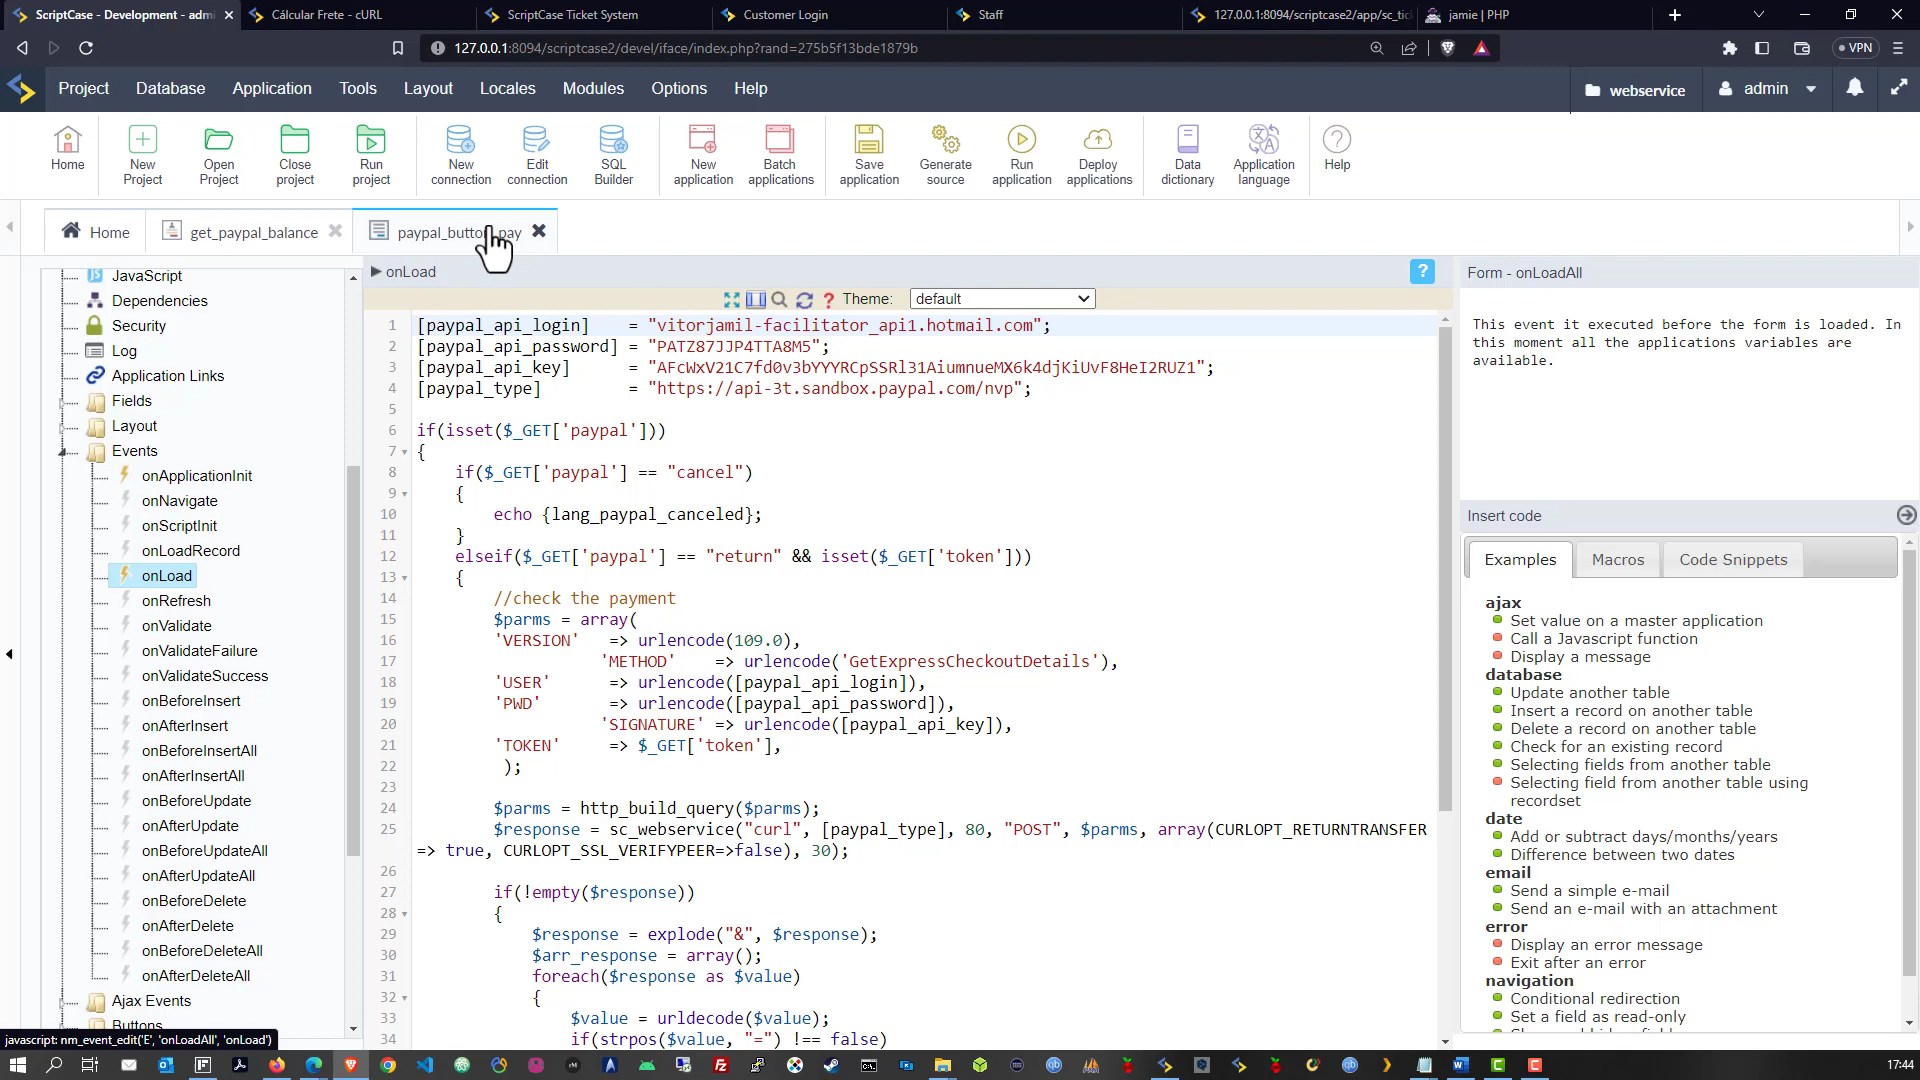 ScriptCase - Development - admi
Cálcular Frete - cURL
ScriptCase Ticket System
Customer Login
Staff
127.0.0.1:8094/scriptcase2/app/sc_tic
jamie | PHP
127.0.0.1:8094/scriptcase2/devel/iface/index.php?rand=275b5f13bde1879b
VPN
Project
Database
Application
Tools
Layout
Locales
Modules
Options
Help
webservice
admin
Home
New Project
Open Project
Close project
Run project
New connection
Edit connection
SQL Builder
New application
Batch applications
Save application
Generate source
Run application
Deploy applications
Data dictionary
Application language
Help
Home
get_paypal_balance
paypal_button_pay
JavaScript
Dependencies
Security
Log
Application Links
Fields
Layout
Events
onApplicationInit
onNavigate
onScriptInit
onLoadRecord
onLoad
onRefresh
onValidate
onValidateFailure
onValidateSuccess
onBeforeInsert
onAfterInsert
onBeforeInsertAll
onAfterInsertAll
onBeforeUpdate
onAfterUpdate
onBeforeUpdateAll
onAfterUpdateAll
onBeforeDelete
onAfterDelete
onBeforeDeleteAll
onAfterDeleteAll
Ajax Events
Buttons
javascript: nm_event_edit('E', 'onLoadAll', 'onLoad')
onLoad
?
? Theme: default
1 [paypal_api_login] = "vitorjamil-facilitator_api1.hotmail.com";
2 [paypal_api_password] = "PATZ87JJP4TTA8M5";
3 [paypal_api_key] = "AFcWxV21C7fd0v3bYYYRCpSSRl31AiumnueMX6k4djKiUvF8HeI2RUZ1";
4 [paypal_type] = "https://api-3t.sandbox.paypal.com/nvp";
5
6 if(isset($_GET['paypal']))
7 {
8 if($_GET['paypal'] == "cancel")
9 {
10 echo {lang_paypal_canceled};
11 }
12 elseif($_GET['paypal'] == "return" && isset($_GET['token']))
13 {
14 //check the payment
15 $parms = array(
16 'VERSION' => urlencode(109.0),
17 'METHOD' => urlencode('GetExpressCheckoutDetails'),
18 'USER' => urlencode([paypal_api_login]),
19 'PWD' => urlencode([paypal_api_password]),
20 'SIGNATURE' => urlencode([paypal_api_key]),
21 'TOKEN' => $_GET['token'],
22 );
23
24 $parms = http_build_query($parms);
25 $response = sc_webservice("curl", [paypal_type], 80, "POST", $parms, array(CURLOPT_RETURNTRANSFER
=> true, CURLOPT_SSL_VERIFYPEER=>false), 30);
26
27 if(!empty($response))
28 {
29 $response = explode("&", $response);
30 $arr_response = array();
31 foreach($response as $value)
32 {
33 $value = urldecode($value);
34 if(strpos($value, "=") !== false)
Form - onLoadAll
This event it executed before the form is loaded. In
this moment all the applications variables are
available.
Insert code
Examples
Macros
Code Snippets
ajax
Set value on a master application
Call a Javascript function
Display a message
database
Update another table
Insert a record on another table
Delete a record on another table
Check for an existing record
Selecting fields from another table
Selecting field from another table using
recordset
date
Add or subtract days/months/years
Difference between two dates
email
Send a simple e-mail
Send an e-mail with an attachment
error
Display an error message
Exit after an error
navigation
Conditional redirection
Set a field as read-only
17:44